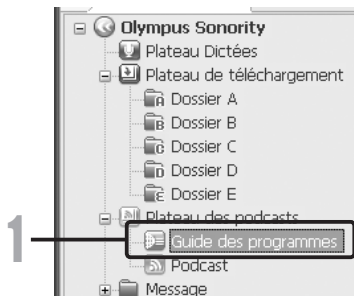 Olympus Sonority
Plateau Dictées
Plateau de téléchargement
A Dossier A
B Dossier B
C Dossier C
D Dossier D
E Dossier E
Plateau des podcasts
1 Guide des programmes
Podcast
Message